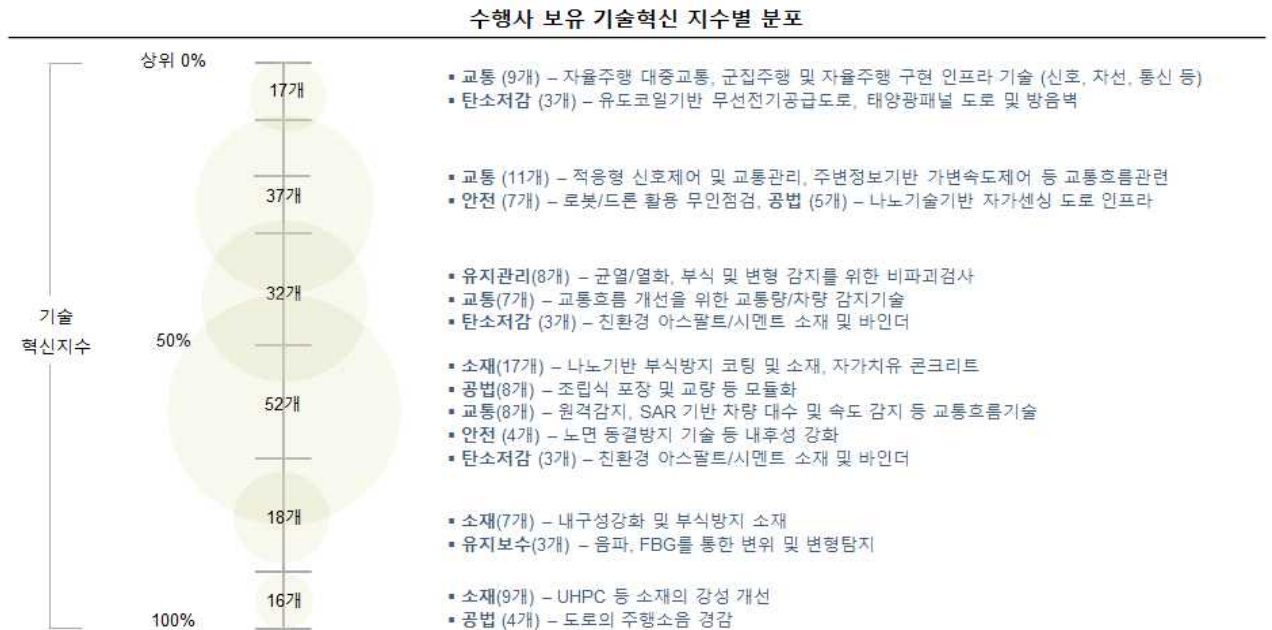 수행사 보유 기술혁신 지수별 분포
상위 0%
17개
▪ 교통 (9개) – 자율주행 대중교통, 군집주행 및 자율주행 구현 인프라 기술 (신호, 차선, 통신 등)
▪ 탄소저감 (3개) – 유도코일기반 무선전기공급도로, 태양광패널 도로 및 방음벽
37개
▪ 교통 (11개) – 적응형 신호제어 및 교통관리, 주변정보기반 가변속도제어 등 교통흐름관련
▪ 안전 (7개) – 로봇/드론 활용 무인점검, 공법 (5개) – 나노기술기반 자가센싱 도로 인프라
32개
▪ 유지관리(8개) – 균열/열화, 부식 및 변형 감지를 위한 비파괴검사
▪ 교통(7개) – 교통흐름 개선을 위한 교통량/차량 감지기술
▪ 탄소저감 (3개) – 친환경 아스팔트/시멘트 소재 및 바인더
기술
혁신지수
50%
52개
▪ 소재(17개) – 나노기반 부식방지 코팅 및 소재, 자가치유 콘크리트
▪ 공법(8개) – 조립식 포장 및 교량 등 모듈화
▪ 교통(8개) – 원격감지, SAR 기반 차량 대수 및 속도 감지 등 교통흐름기술
▪ 안전 (4개) – 노면 동결방지 기술 등 내후성 강화
▪ 탄소저감 (3개) – 친환경 아스팔트/시멘트 소재 및 바인더
18개
▪ 소재(7개) – 내구성강화 및 부식방지 소재
▪ 유지보수(3개) – 음파, FBG를 통한 변위 및 변형탐지
16개
100%
▪ 소재(9개) – UHPC 등 소재의 강성 개선
▪ 공법 (4개) – 도로의 주행소음 경감